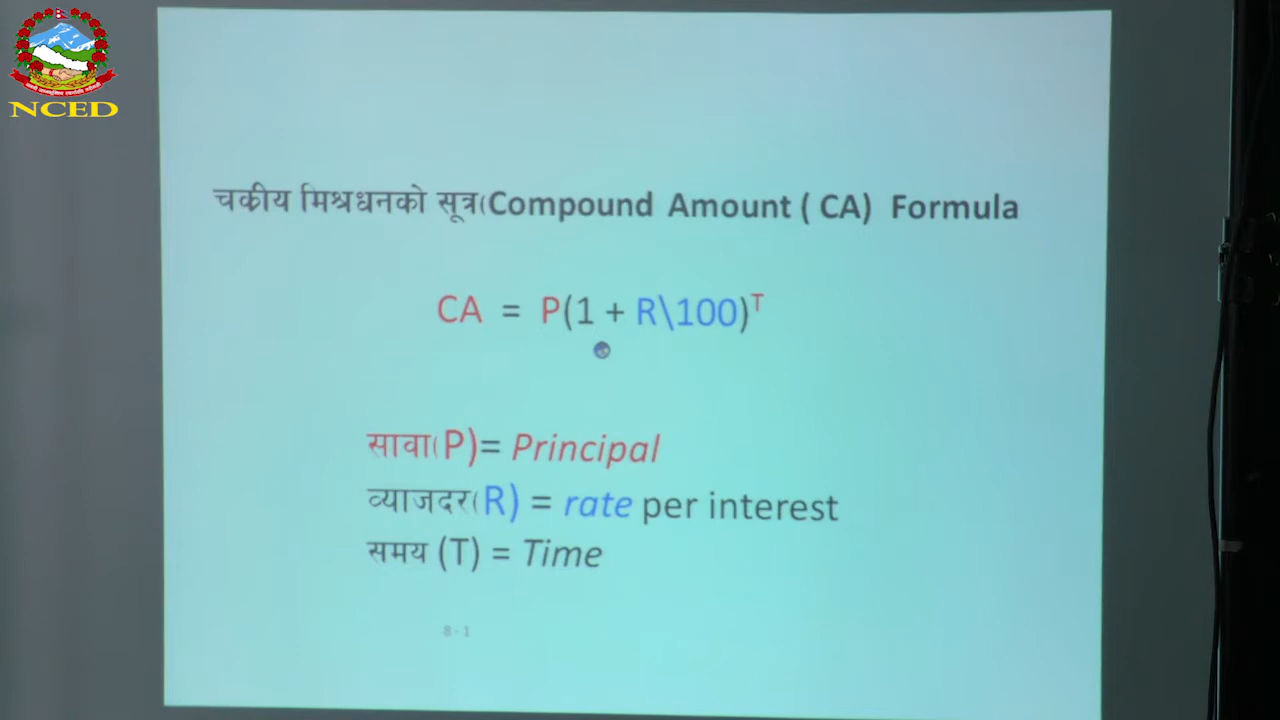 NCED
चक्रीय मिश्रधनको सूत्र(Compound Amount ( CA) Formula
CA = P(1 + R\100)ᵀ
सावा(P)= Principal
व्याजदर(R) = rate per interest
समय (T) = Time
8 - 1